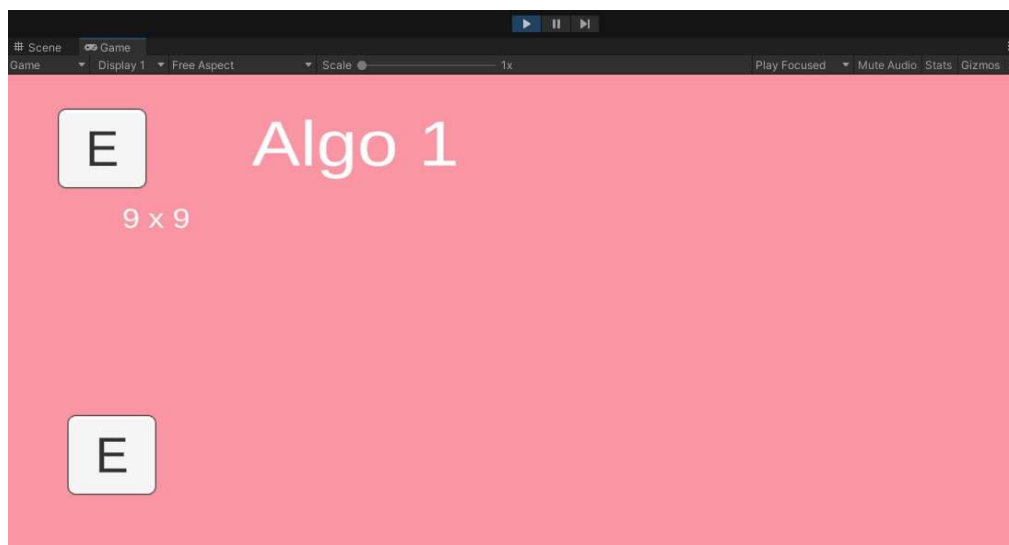 # Scene Game
Game Display 1 Free Aspect Scale 1x Play Focused Mute Audio Stats Gizmos
E Algo 1
9 x 9
E